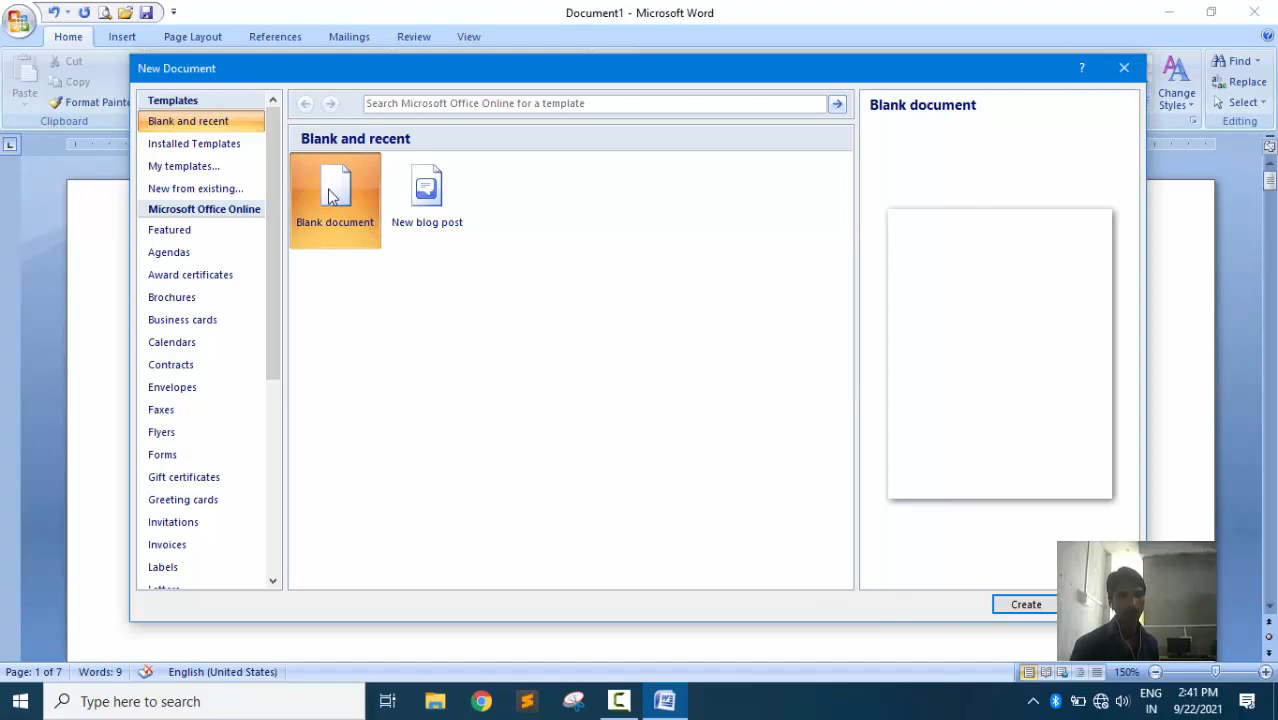 Document1 - Microsoft Word
Home Insert Page Layout References Mailings Review View
Cut
Copy
Paste
Format Painte
Clipboard
Change
Styles
Find
Replace
Select
Editing
New Document
?
Templates
Blank and recent
Installed Templates
My templates...
New from existing...
Microsoft Office Online
Featured
Agendas
Award certificates
Brochures
Business cards
Calendars
Contracts
Envelopes
Faxes
Flyers
Forms
Gift certificates
Greeting cards
Invitations
Invoices
Labels
Search Microsoft Office Online for a template
Blank and recent
Blank document
New blog post
Blank document
Create
Page: 1 of 7 Words: 9 English (United States)
150%
Type here to search
ENG
IN
2:41 PM
9/22/2021